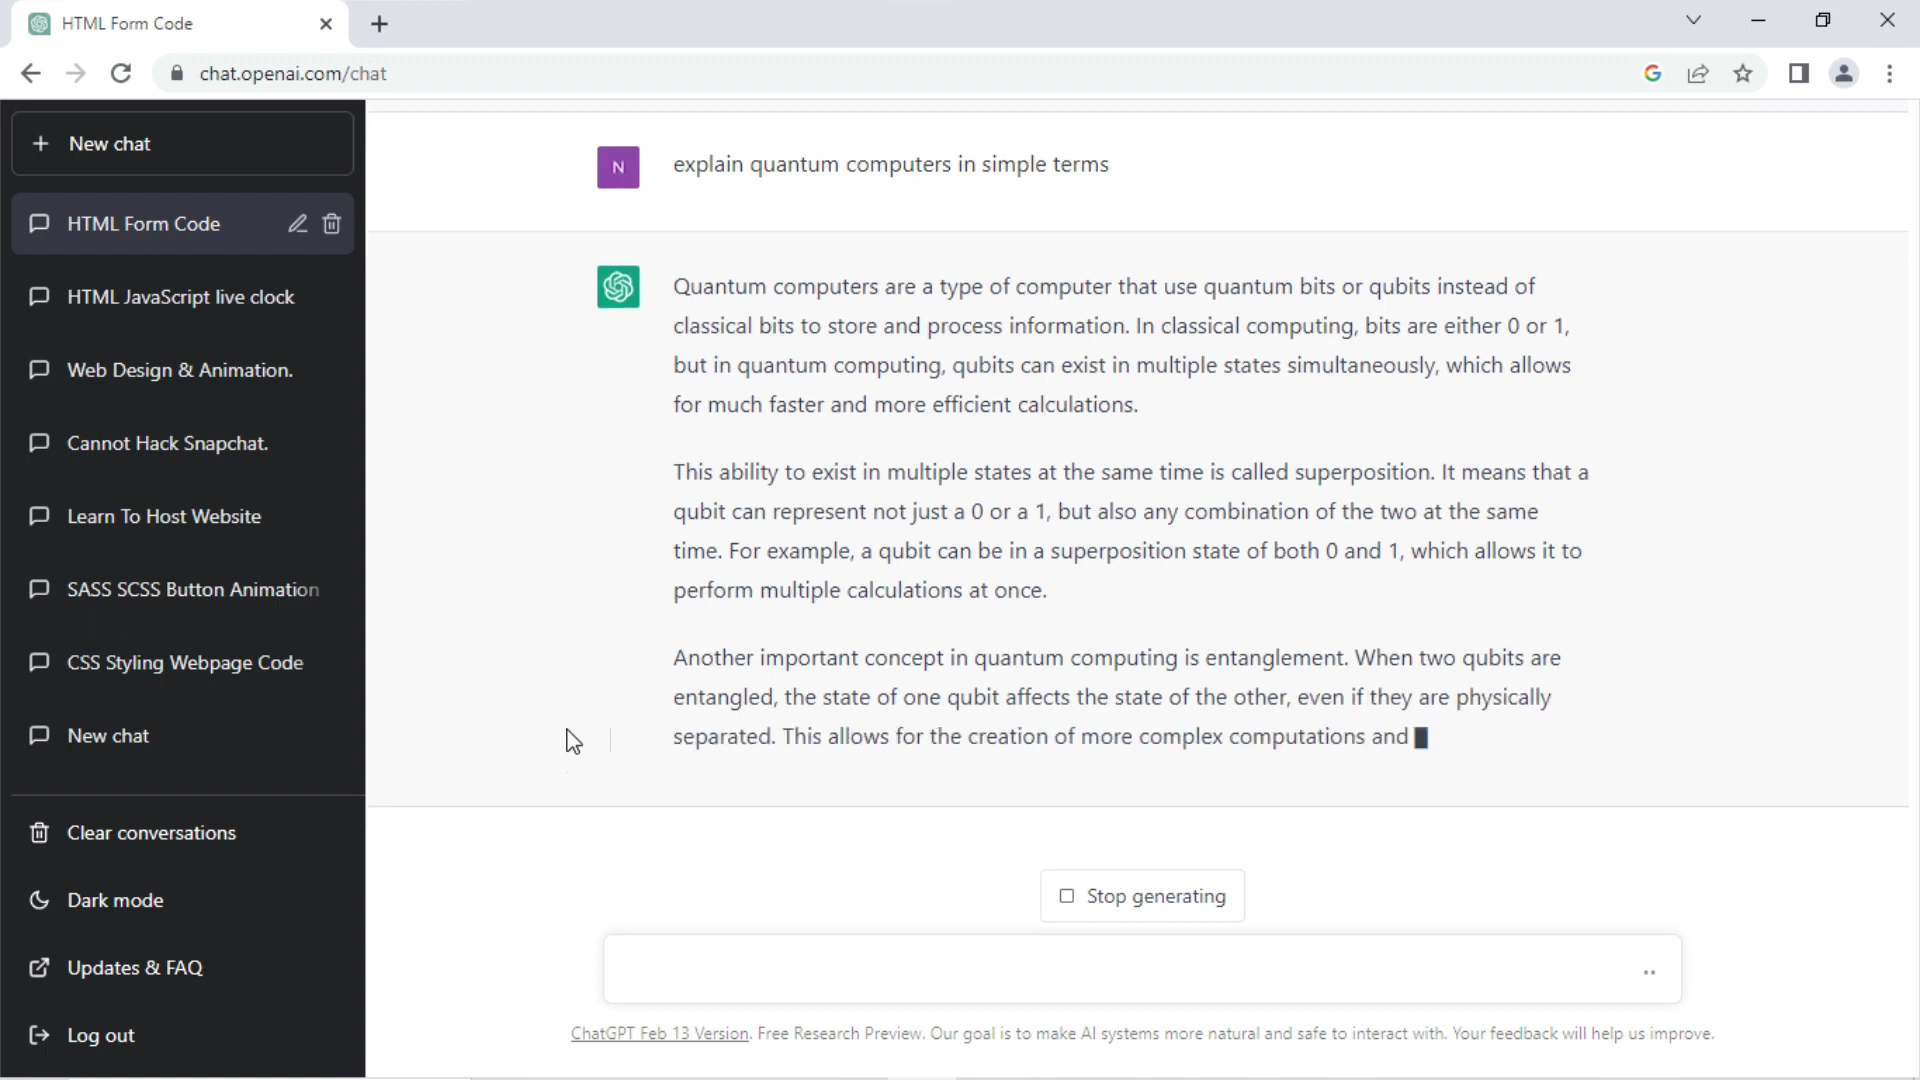 HTML Form Code
chat.openai.com/chat
New chat
HTML Form Code
HTML JavaScript live clock
Web Design & Animation.
Cannot Hack Snapchat.
Learn To Host Website
SASS SCSS Button Animation
CSS Styling Webpage Code
New chat
Clear conversations
Dark mode
Updates & FAQ
Log out
N
explain quantum computers in simple terms
Quantum computers are a type of computer that use quantum bits or qubits instead of
classical bits to store and process information. In classical computing, bits are either 0 or 1,
but in quantum computing, qubits can exist in multiple states simultaneously, which allows
for much faster and more efficient calculations.
This ability to exist in multiple states at the same time is called superposition. It means that a
qubit can represent not just a 0 or a 1, but also any combination of the two at the same
time. For example, a qubit can be in a superposition state of both 0 and 1, which allows it to
perform multiple calculations at once.
Another important concept in quantum computing is entanglement. When two qubits are
entangled, the state of one qubit affects the state of the other, even if they are physically
separated. This allows for the creation of more complex computations and
Stop generating
ChatGPT Feb 13 Version. Free Research Preview. Our goal is to make AI systems more natural and safe to interact with. Your feedback will help us improve.